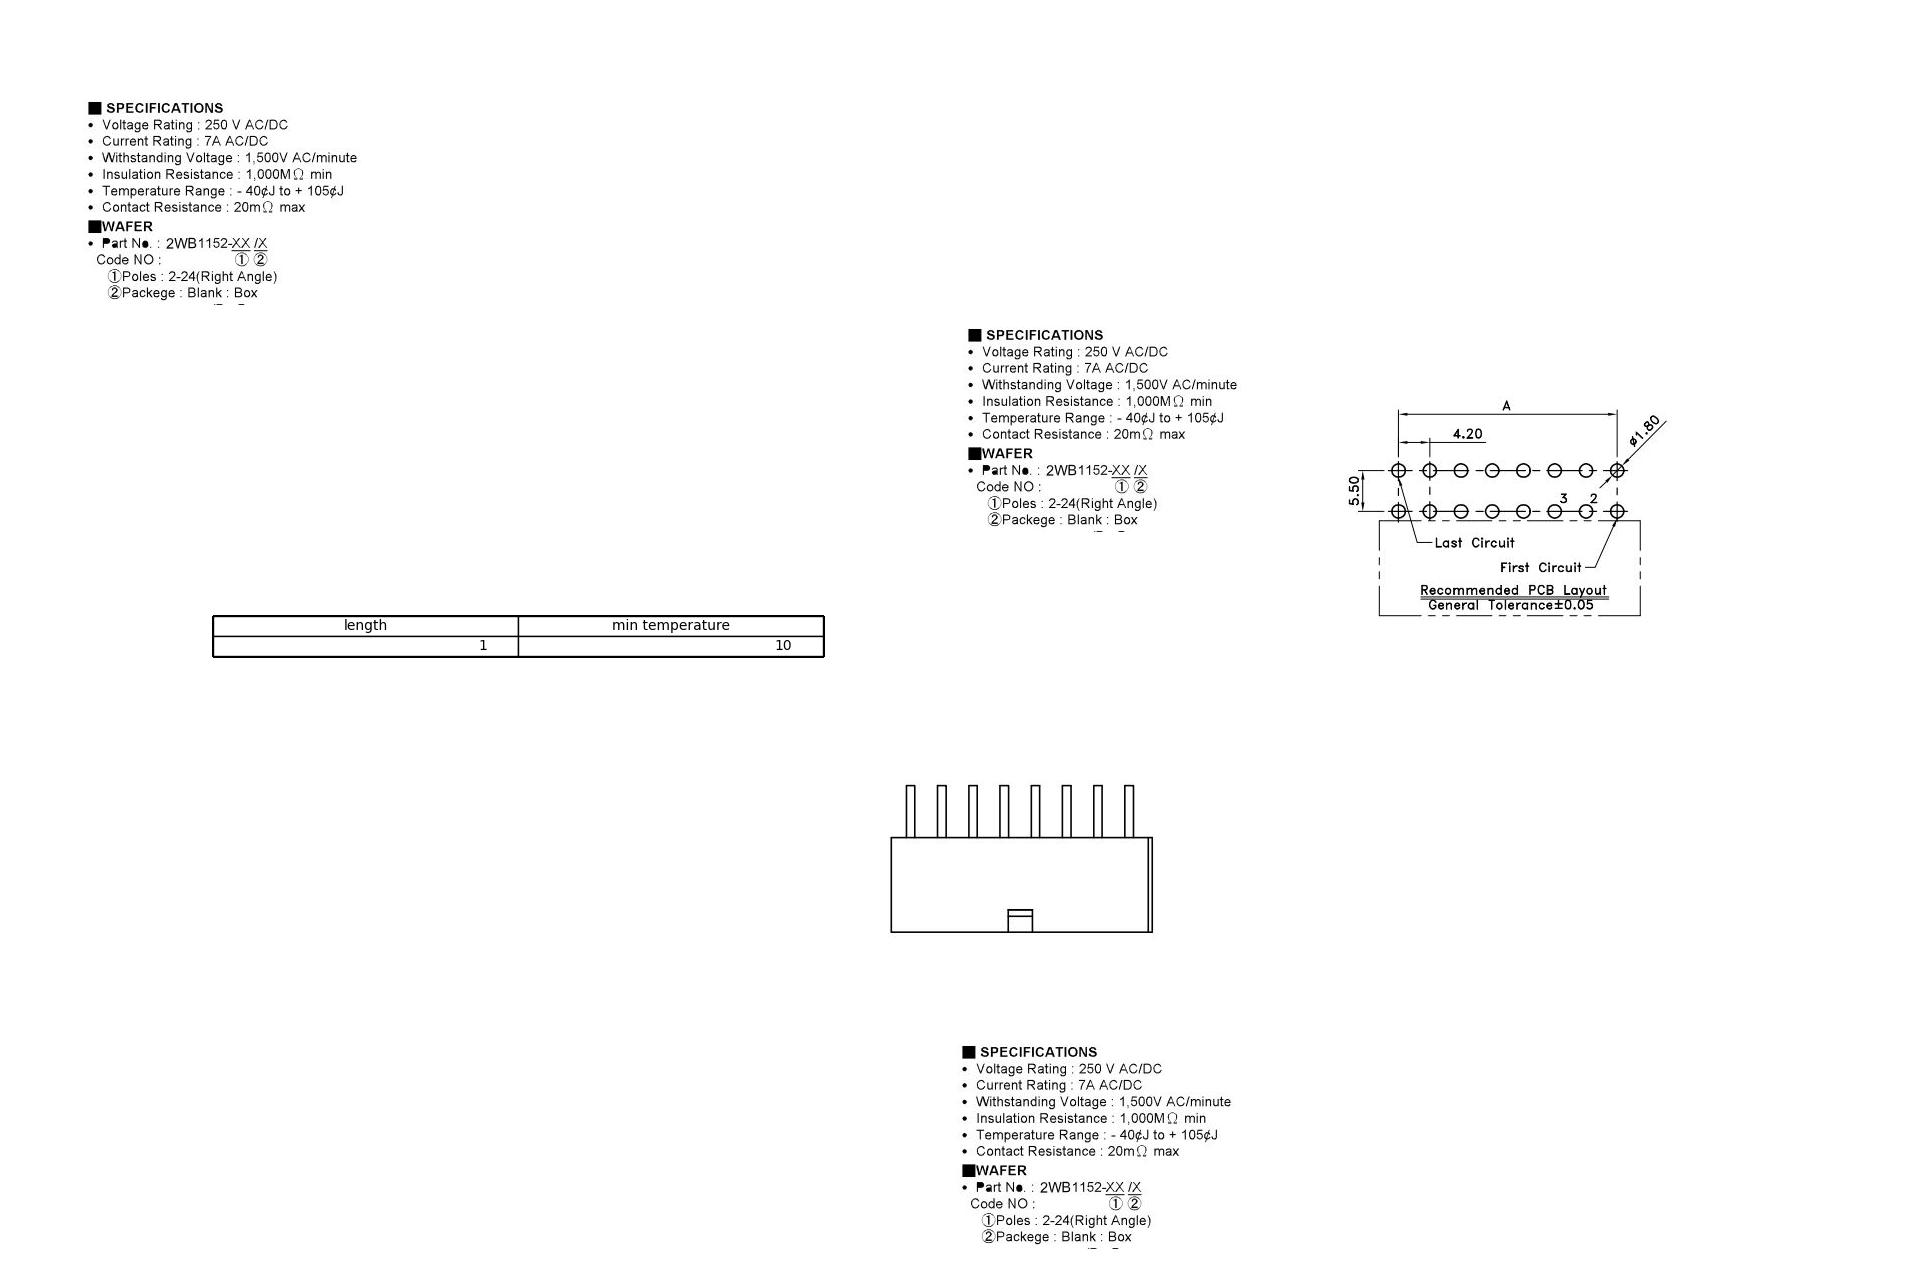 ■ SPECIFICATIONS
• Voltage Rating : 250 V AC/DC
• Current Rating : 7A AC/DC
• Withstanding Voltage : 1,500V AC/minute
• Insulation Resistance : 1,000MΩ min
• Temperature Range : - 40¢J to + 105¢J
• Contact Resistance : 20mΩ max
■WAFER
• Part No. : 2WB1152-XX /X
Code NO : ① ②
①Poles : 2-24(Right Angle)
②Packege : Blank : Box
■ SPECIFICATIONS
• Voltage Rating : 250 V AC/DC
• Current Rating : 7A AC/DC
• Withstanding Voltage : 1,500V AC/minute
• Insulation Resistance : 1,000MΩ min
• Temperature Range : - 40¢J to + 105¢J
• Contact Resistance : 20mΩ max
■WAFER
• Part No. : 2WB1152-XX /X
Code NO : ① ②
①Poles : 2-24(Right Angle)
②Packege : Blank : Box
A
4.20
ø1.80
5.50
3 2
Last Circuit
First Circuit
Recommended PCB Layout
General Tolerance±0.05
length min temperature
1 10
■ SPECIFICATIONS
• Voltage Rating : 250 V AC/DC
• Current Rating : 7A AC/DC
• Withstanding Voltage : 1,500V AC/minute
• Insulation Resistance : 1,000MΩ min
• Temperature Range : - 40¢J to + 105¢J
• Contact Resistance : 20mΩ max
■WAFER
• Part No. : 2WB1152-XX /X
Code NO : ① ②
①Poles : 2-24(Right Angle)
②Packege : Blank : Box